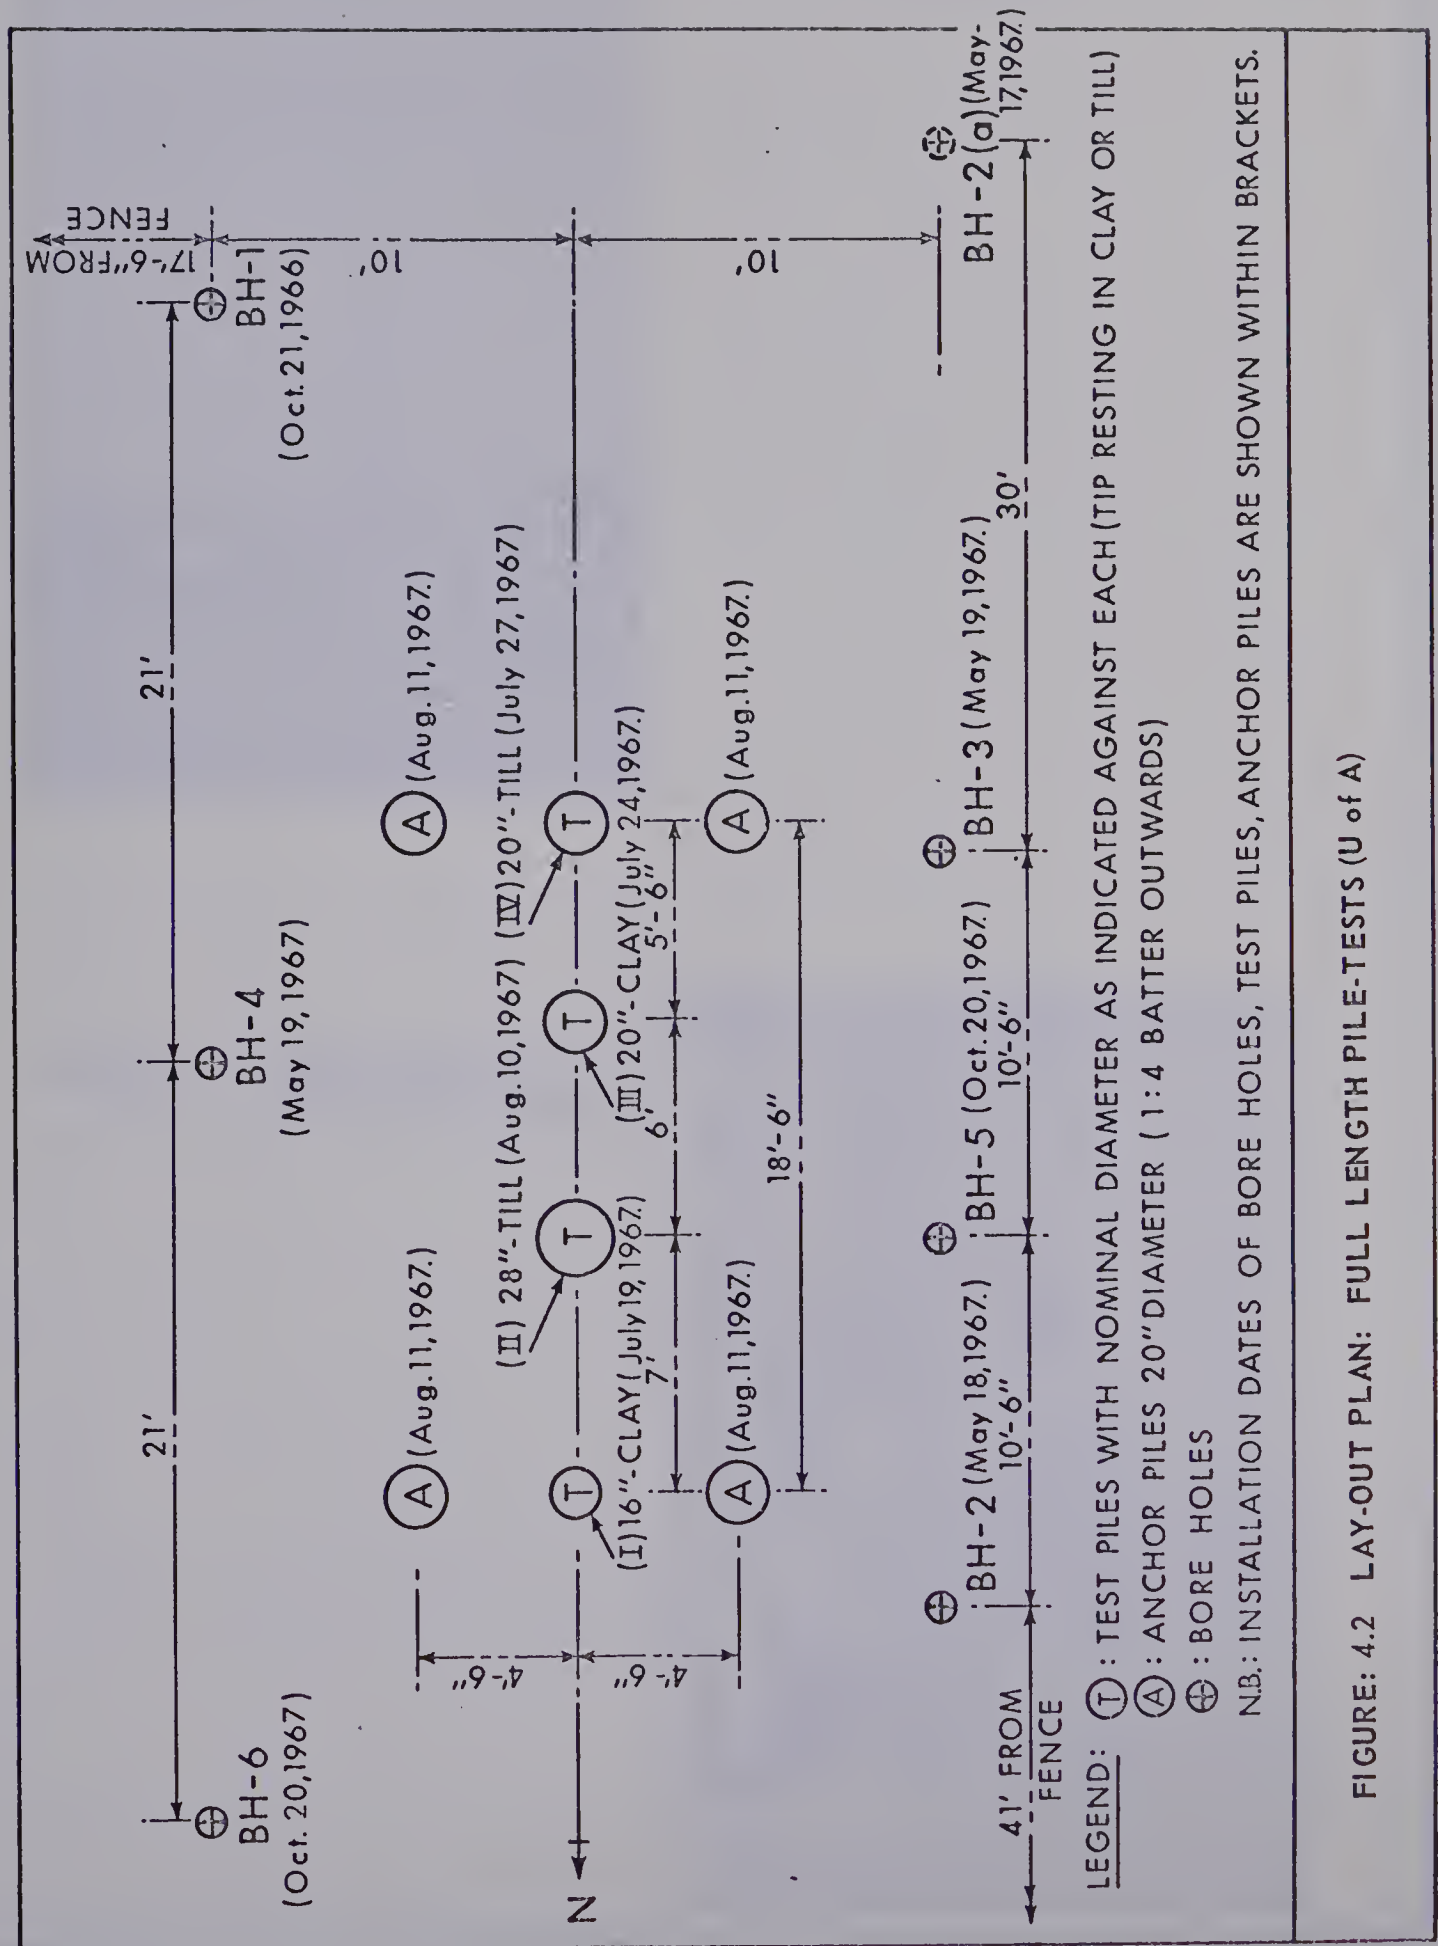 21'
21'
BH-6
(Oct. 20,1967)
BH-4
(May 19,1967)
BH-1
(Oct. 21,1966)
17'-6" FROM
FENCE
10'
10'
A (Aug.11,1967.)
A (Aug.11,1967.)
(II) 28"-TILL (Aug.10,1967)
(IV) 20"-TILL (July 27,1967)
N
T
T
T
T
4'-6"
4'-6"
(I) 16"-CLAY (July 19,1967.)
(III) 20"-CLAY (July 24,1967.)
7'
6'
5'-6"
A (Aug.11,1967.)
A (Aug.11,1967.)
18'-6"
BH-2 (May 18,1967.)
BH-5 (Oct. 20,1967.)
BH-3 (May 19,1967.)
BH-2(a) (May-
17,1967.)
41' FROM
FENCE
10'-6"
10'-6"
30'
LEGEND: T : TEST PILES WITH NOMINAL DIAMETER AS INDICATED AGAINST EACH (TIP RESTING IN CLAY OR TILL)
A : ANCHOR PILES 20" DIAMETER (1:4 BATTER OUTWARDS)
: BORE HOLES
N.B.: INSTALLATION DATES OF BORE HOLES, TEST PILES, ANCHOR PILES ARE SHOWN WITHIN BRACKETS.
FIGURE: 4.2 LAY-OUT PLAN: FULL LENGTH PILE-TESTS (U of A)